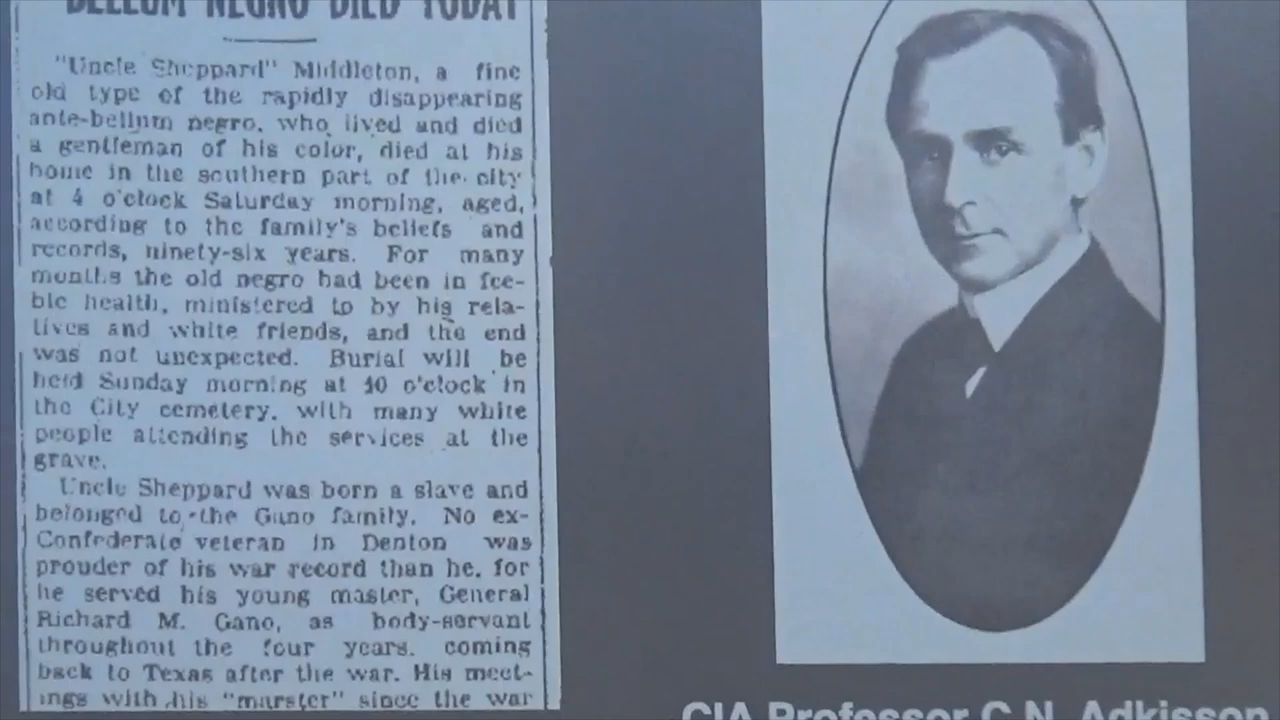 BELLUM NEGRO DIED TODAY
"Uncle Sheppard" Middleton, a fine
old type of the rapidly disappearing
ante-bellum negro, who lived and died
a gentleman of his color, died at his
home in the southern part of the city
at 4 o'clock Saturday morning, aged,
according to the family's beliefs and
records, ninety-six years. For many
months the old negro had been in fee-
ble health, ministered to by his rela-
tives and white friends, and the end
was not unexpected. Burial will be
held Sunday morning at 10 o'clock in
the City cemetery, with many white
people attending the services at the
grave.
Uncle Sheppard was born a slave and
belonged to the Gano family. No ex-
Confederate veteran in Denton was
prouder of his war record than he, for
he served his young master, General
Richard M. Gano, as body-servant
throughout the four years, coming
back to Texas after the war. His meet-
ings with his "marster" since the war
CIA Professor C.N. Adkisson